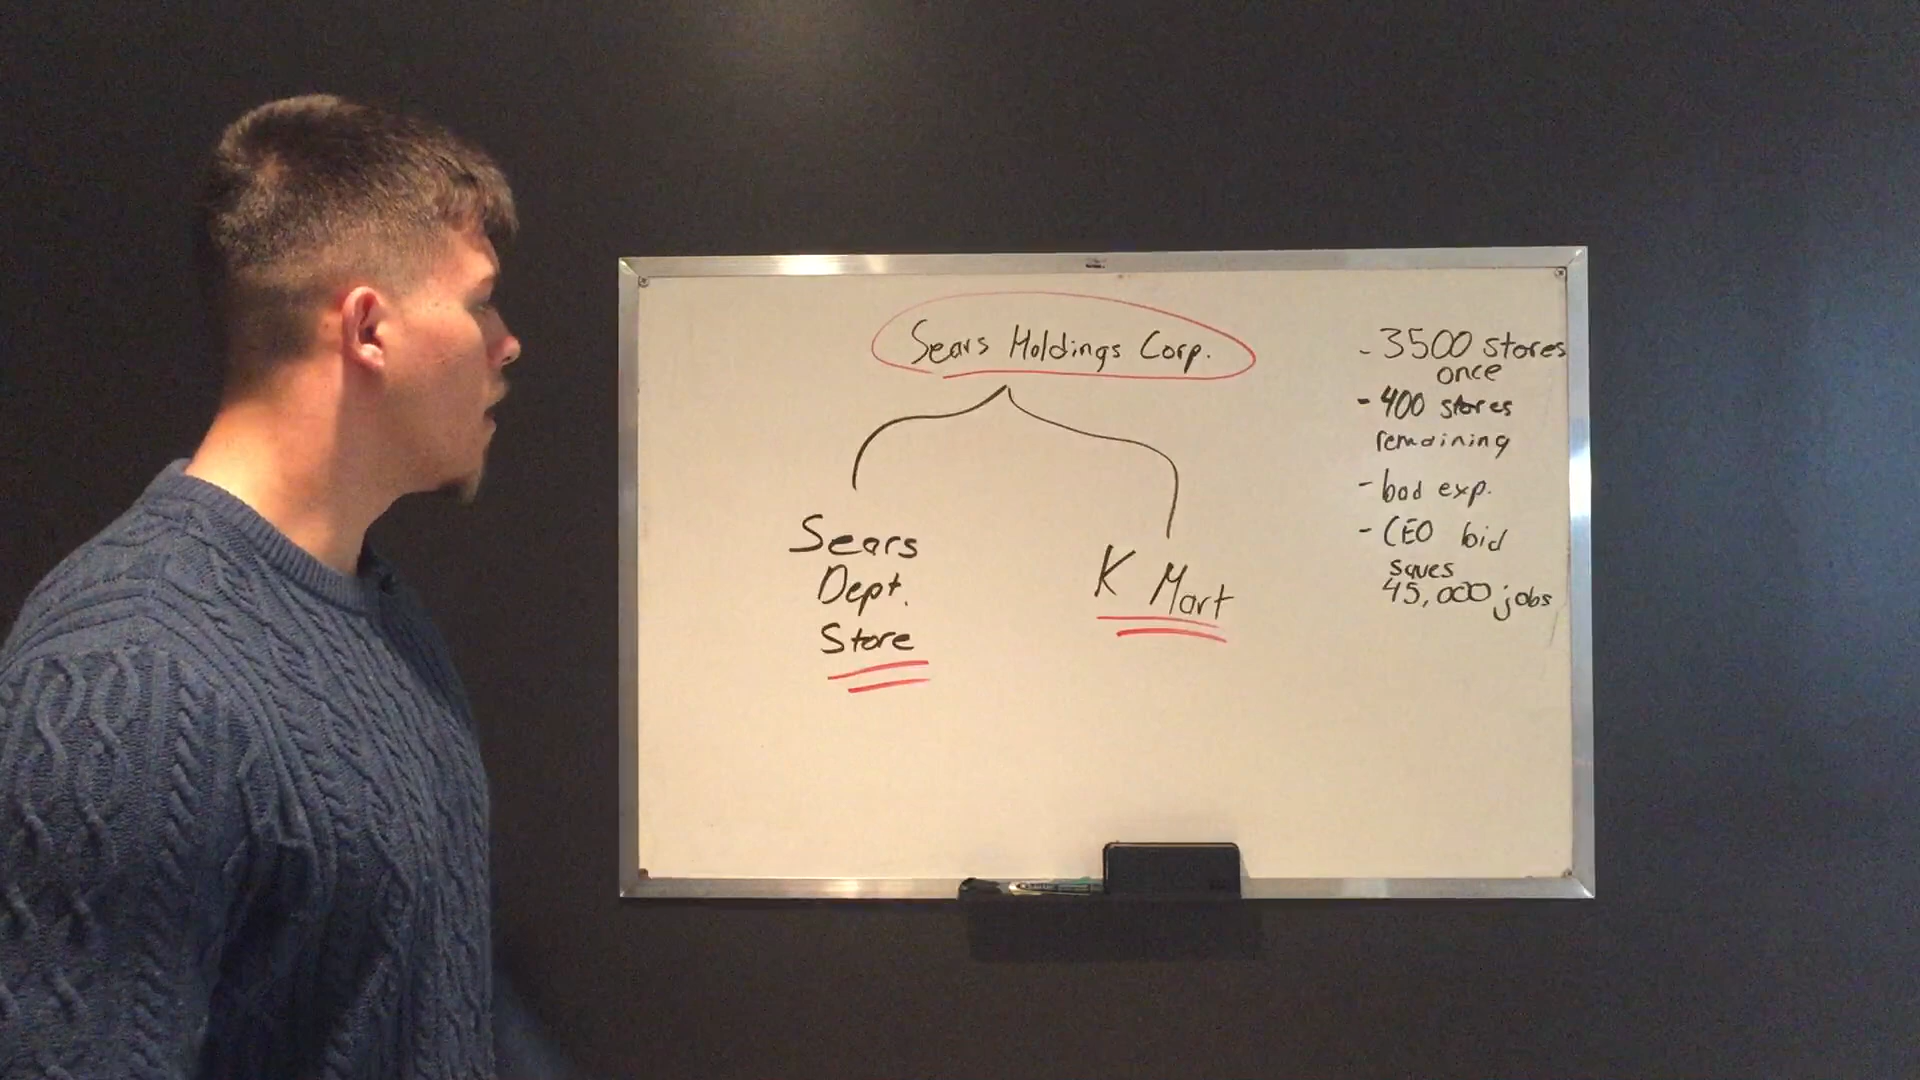 Sears Holdings Corp.
Sears
Dept.
Store
K Mart
- 3500 stores
once
- 400 stores
remaining
- bad exp.
- CEO bid
saves
45,000 jobs